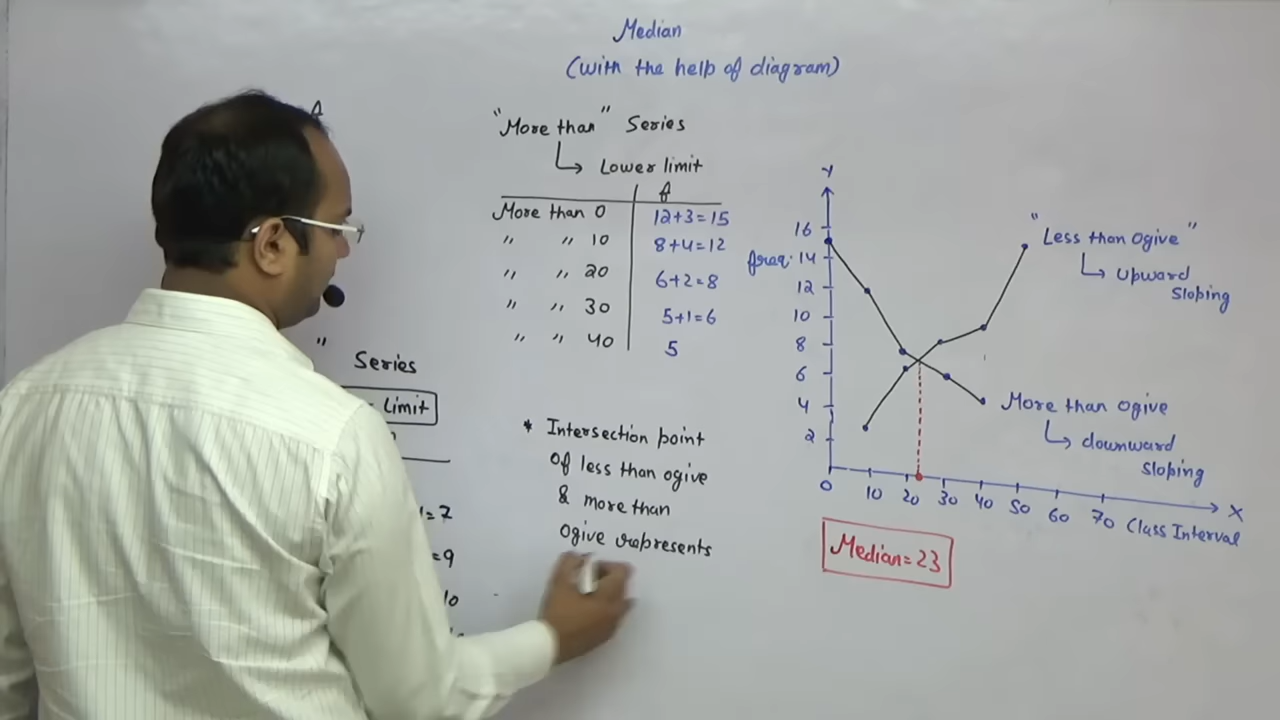 Median
(with the help of diagram)
"More than" Series
Lower limit
f
More than 0 12+3=15
" " 10 8+4=12
" " 20 6+2=8
" " 30 5+1=6
" " 40 5
" Series
Limit
=7
=9
10
* Intersection point
of less than ogive
& more than
ogive represents
Y
16
freq. 14
12
10
8
6
4
2
0 10 20 30 40 50 60 70 X
Class Interval
"Less than ogive"
Upward
Sloping
More than ogive
downward
sloping
Median=23